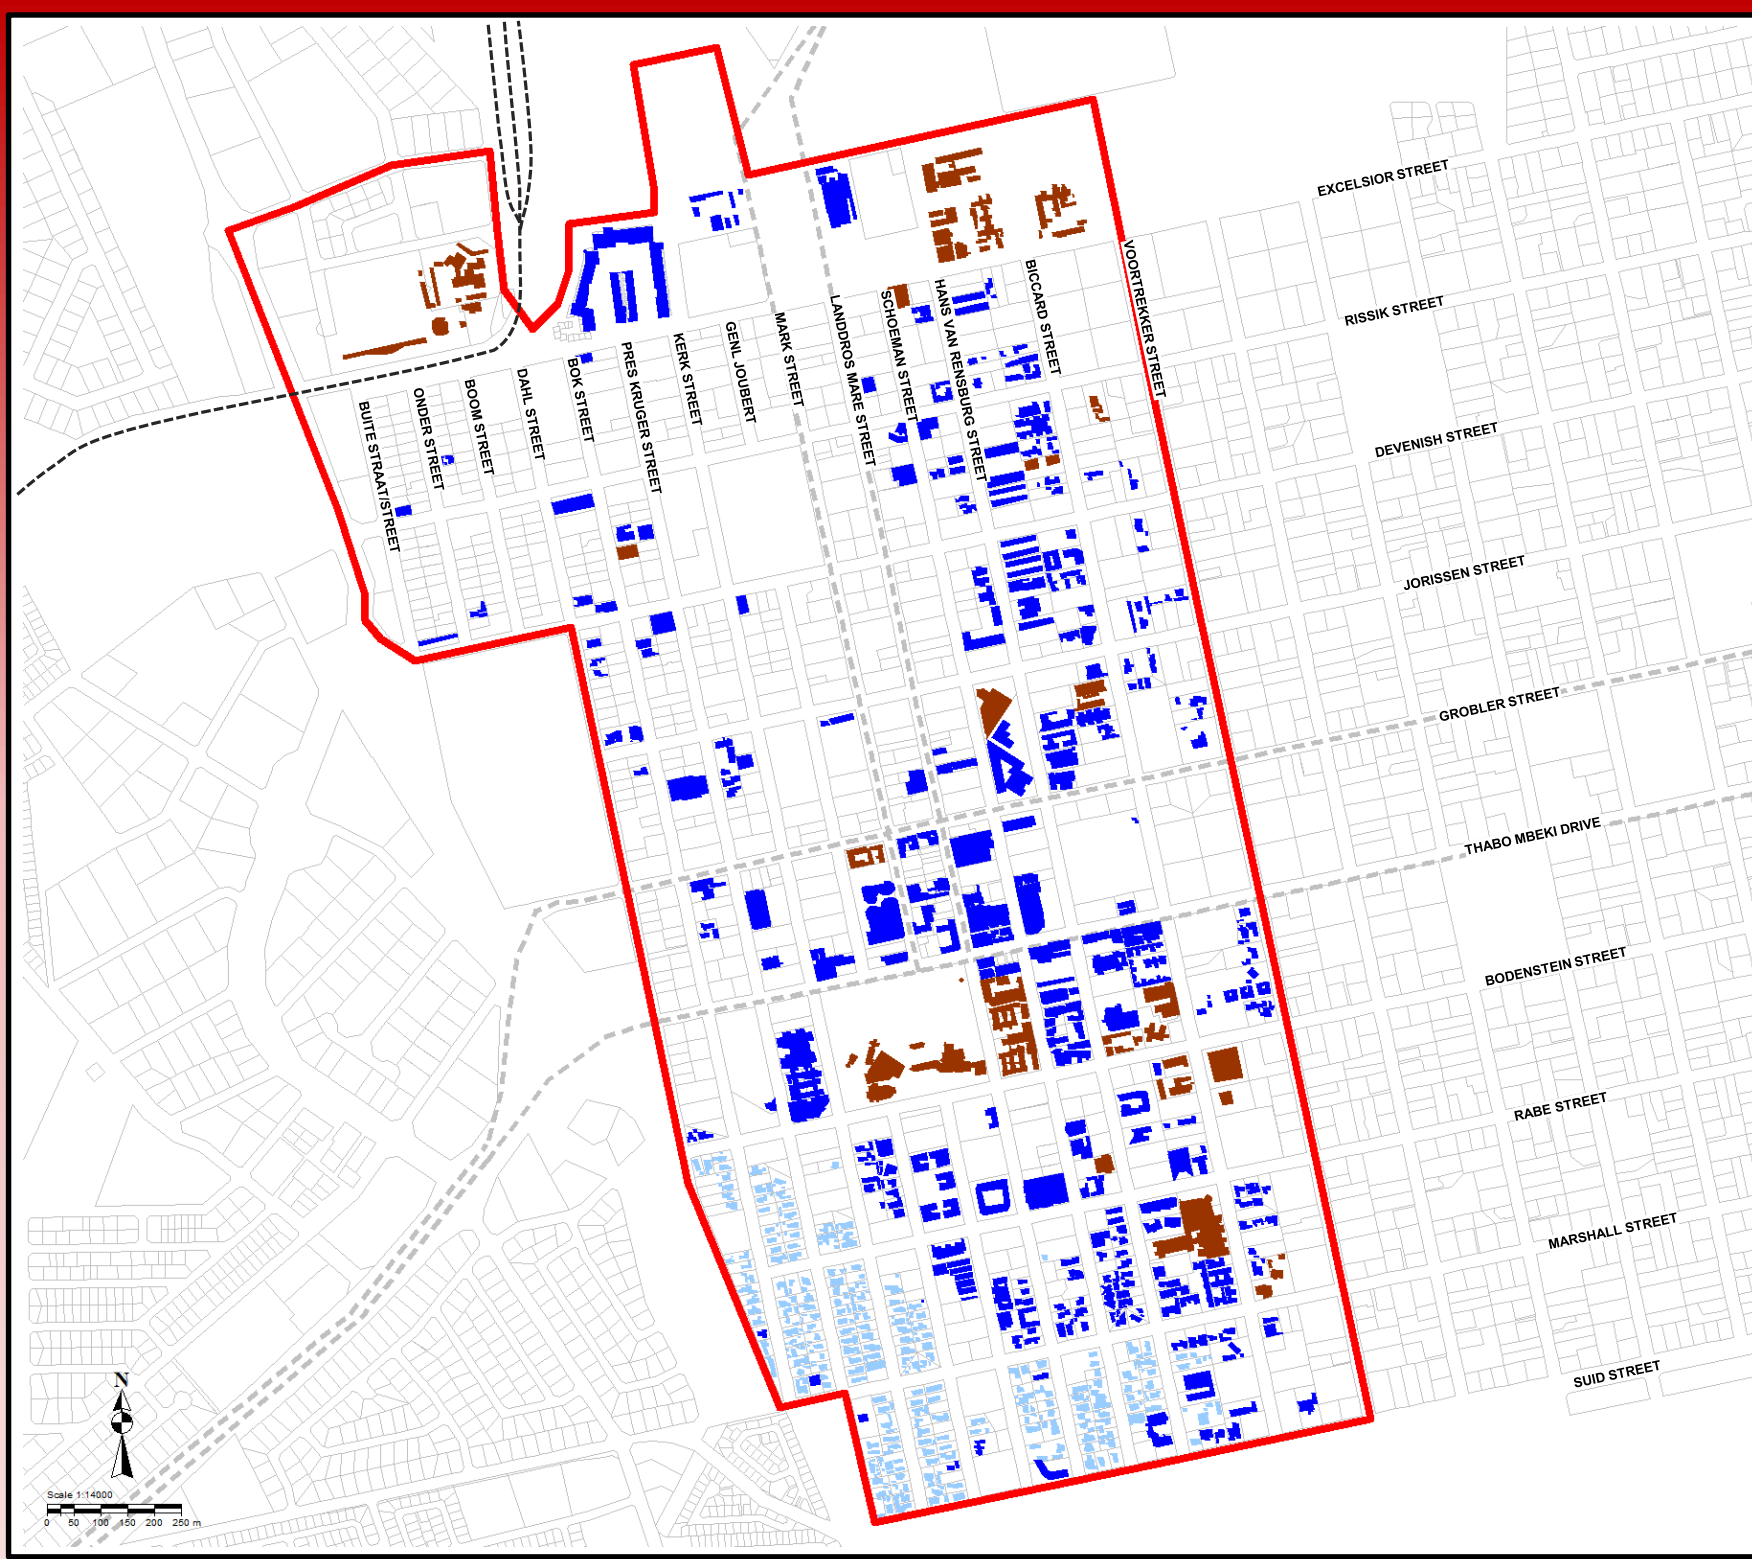 EXCELSIOR STREET
RISSIK STREET
DEVENISH STREET
JORISSEN STREET
GROBLER STREET
THABO MBEKI DRIVE
BODENSTEIN STREET
RABE STREET
MARSHALL STREET
SUID STREET
BUITE STRAAT/STREET
ONDER STREET
BOOM STREET
DAHL STREET
BOK STREET
PRES KRUGER STREET
KERK STREET
GENL JOUBERT
MARK STREET
LANDDROS MARE STREET
SCHOEMAN STREET
HANS VAN RENSBURG STREET
BICCARD STREET
VOORTREKKER STREET
N
Scale 1:14000
0 50 100 150 200 250 m